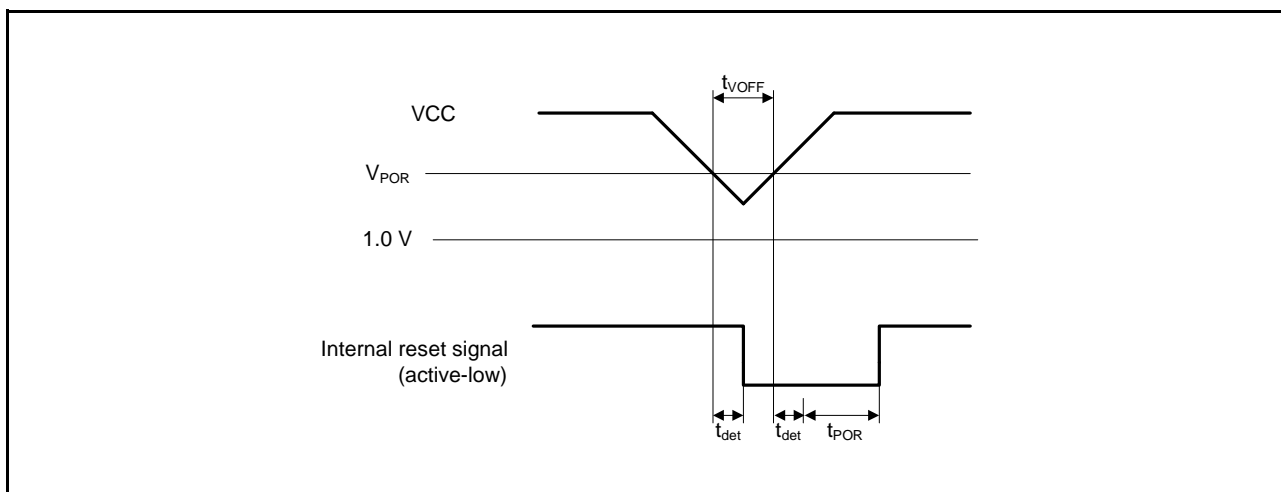 tVOFF
VCC
VPOR
1.0 V
Internal reset signal
(active-low)
tdet tdet tPOR